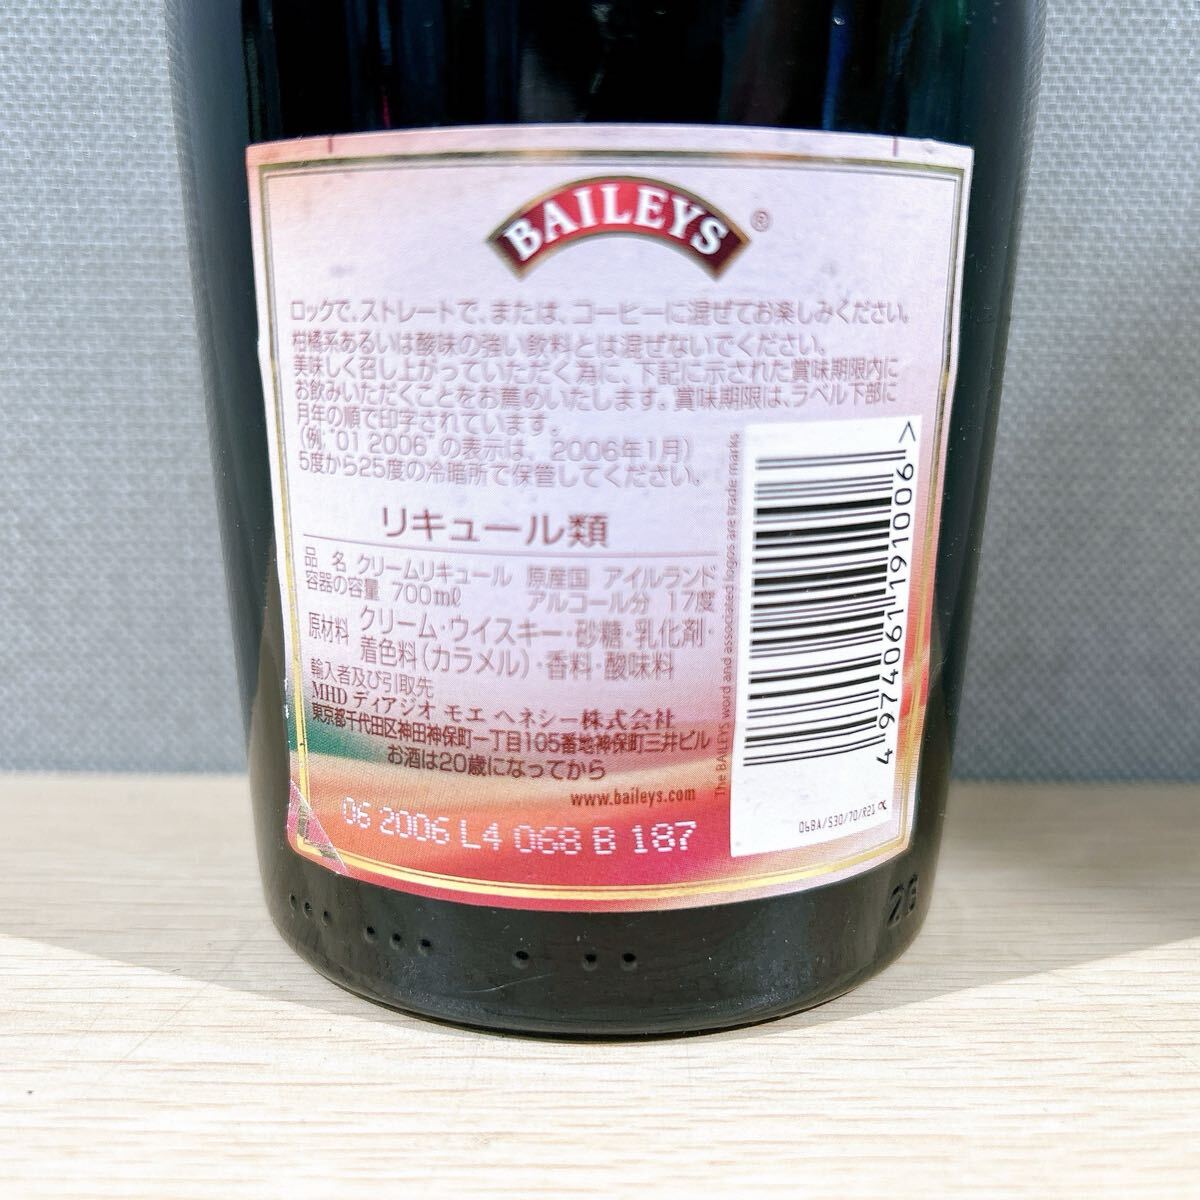 BAILEYS ®
ロックで、ストレートで、または、コーヒーに混ぜてお楽しみください。
柑橘系あるいは酸味の強い飲料とは混ぜないでください。
美味しく召し上がっていただく為に、下記に示された賞味期限内に
お飲みいただくことをお薦めいたします。賞味期限は、ラベル下部に
月年の順で印字されています。
(例:"01 2006"の表示は、2006年1月)
5度から25度の冷暗所で保管してください。
リキュール類
品 名 クリームリキュール 原産国 アイルランド
容器の容量 700ml アルコール分 17度
原材料 クリーム・ウイスキー・砂糖・乳化剤・
着色料(カラメル)・香料・酸味料
輸入者及び引取先
MHD ディアジオ モエ ヘネシー株式会社
東京都千代田区神田神保町一丁目105番地神保町三井ビル
お酒は20歳になってから
www.baileys.com
06 2006 L4 068 B 187
The BAILEYS word and associated logos are trade marks
4 974061 191006 >
06BA/S30/70/R21
26